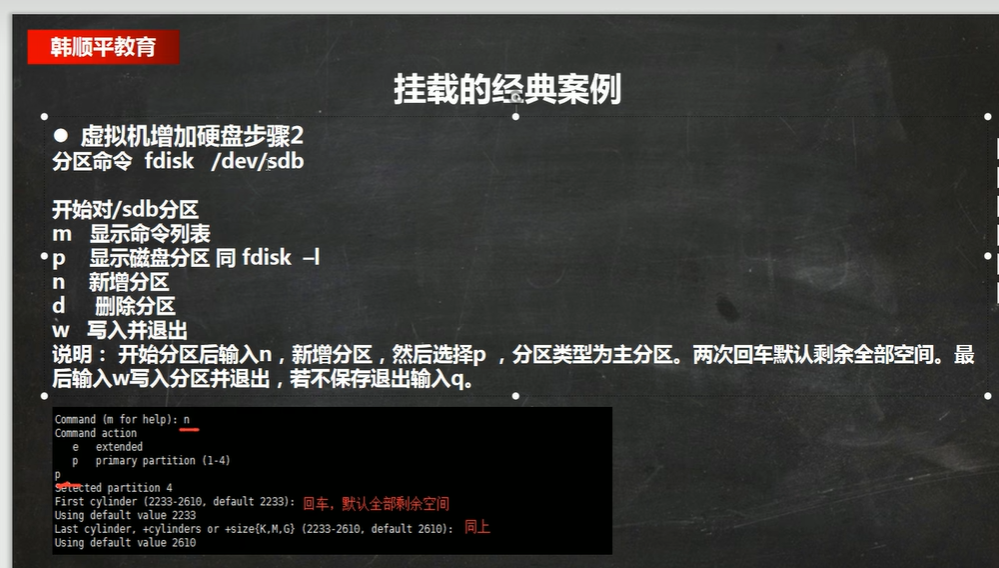 韩顺平教育
挂载的经典案例
● 虚拟机增加硬盘步骤2
分区命令 fdisk /dev/sdb
开始对/sdb分区
m 显示命令列表
p 显示磁盘分区 同 fdisk –l
n 新增分区
d 删除分区
w 写入并退出
说明： 开始分区后输入n，新增分区，然后选择p ，分区类型为主分区。两次回车默认剩余全部空间。最
后输入w写入分区并退出，若不保存退出输入q。
Command (m for help): n
Command action
e extended
p primary partition (1-4)
p
Selected partition 4
First cylinder (2233-2610, default 2233): 回车，默认全部剩余空间
Using default value 2233
Last cylinder, +cylinders or +size{K,M,G} (2233-2610, default 2610): 同上
Using default value 2610